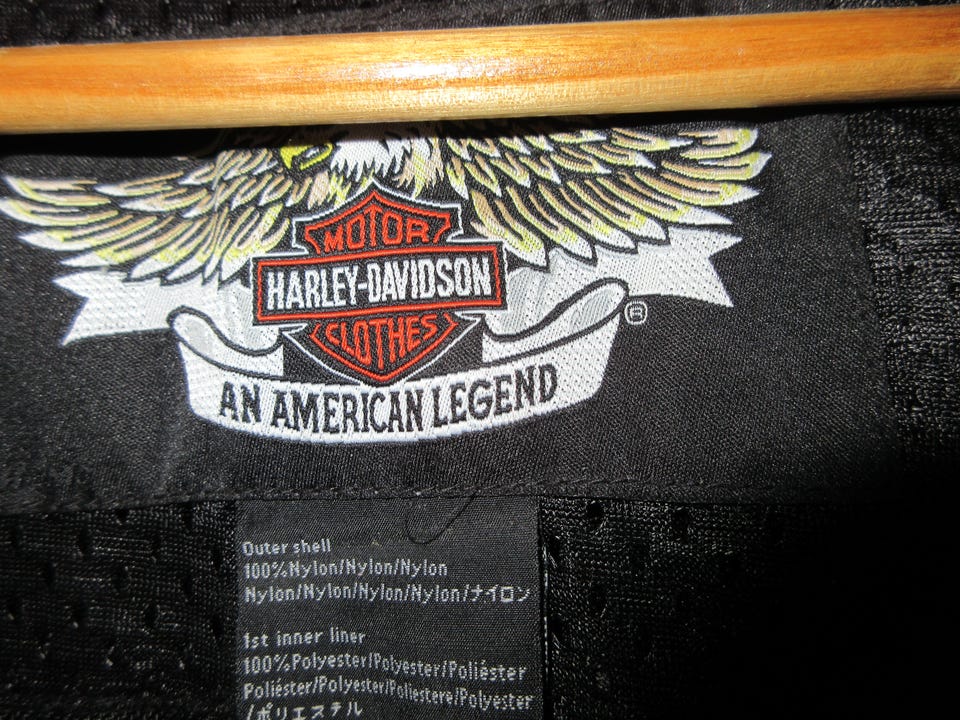 MOTOR
HARLEY-DAVIDSON
CLOTHES
®
AN AMERICAN LEGEND
Outer shell
100%Nylon/Nylon/Nylon
Nylon/Nylon/Nylon/Nylon/ナイロン
1st inner liner
100%Polyester/Polyester/Poliéster
Poliéster/Polyester/Poliestere/Polyester
/ポリエステル